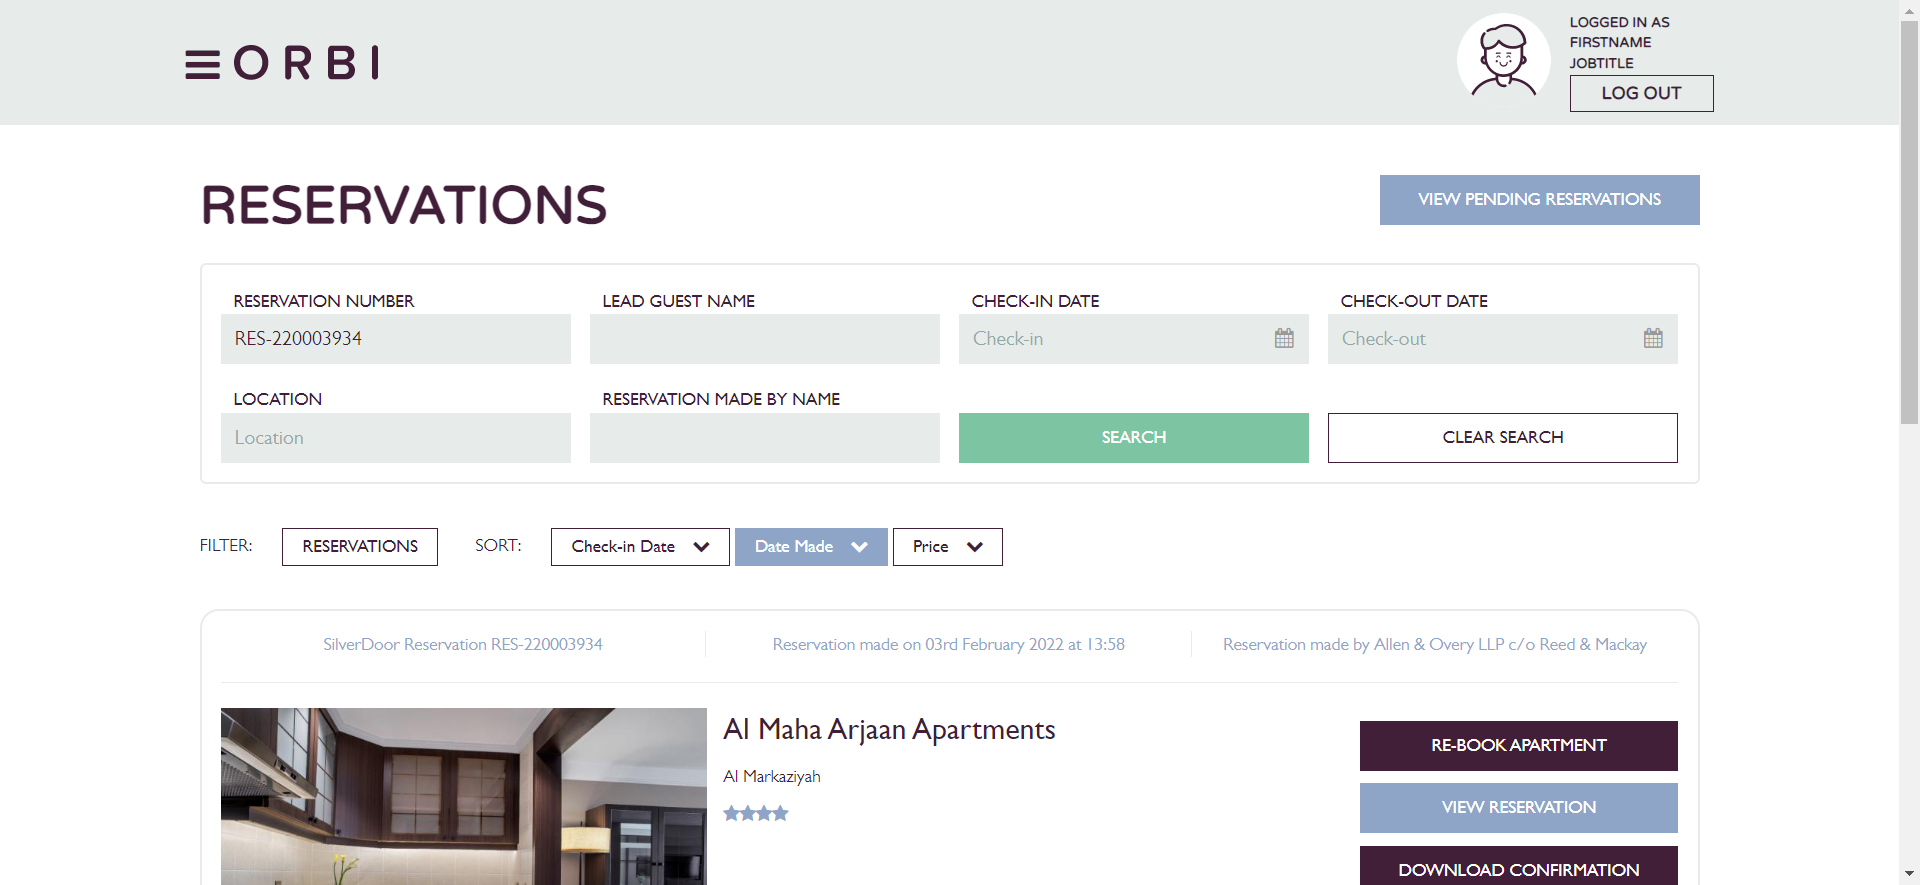 ORBI
LOGGED IN AS
FIRSTNAME
JOBTITLE
LOG OUT
RESERVATIONS
VIEW PENDING RESERVATIONS
RESERVATION NUMBER
LEAD GUEST NAME
CHECK-IN DATE
CHECK-OUT DATE
RES-220003934
Check-in
Check-out
LOCATION
RESERVATION MADE BY NAME
Location
SEARCH
CLEAR SEARCH
FILTER:
RESERVATIONS
SORT:
Check-in Date
Date Made
Price
SilverDoor Reservation RES-220003934
Reservation made on 03rd February 2022 at 13:58
Reservation made by Allen & Overy LLP c/o Reed & Mackay
Al Maha Arjaan Apartments
Al Markaziyah
RE-BOOK APARTMENT
VIEW RESERVATION
DOWNLOAD CONFIRMATION